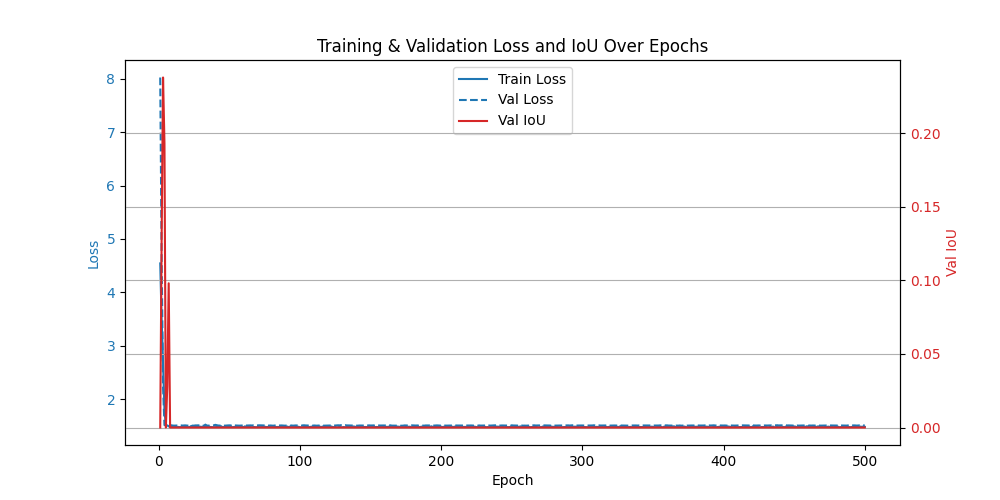 Training & Validation Loss and IoU Over Epochs
Train Loss
Val Loss
Val IoU
8
7
6
5
4
3
2
Loss
0.20
0.15
0.10
0.05
0.00
Val IoU
0 100 200 300 400 500
Epoch